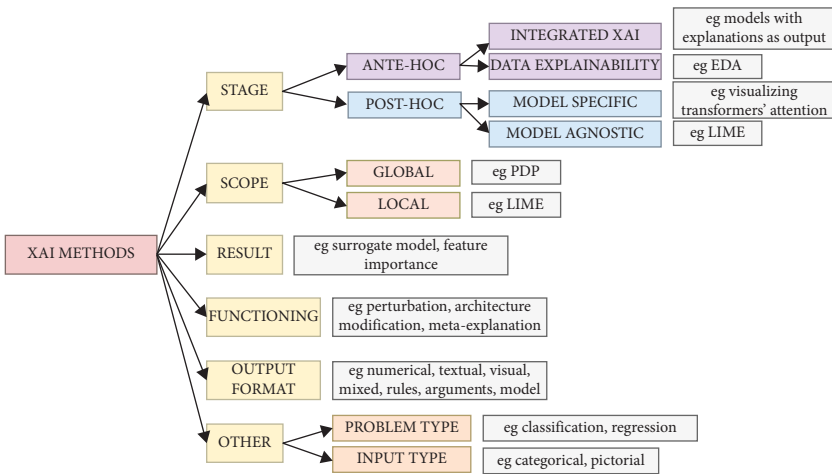 XAI METHODS
STAGE
ANTE-HOC
INTEGRATED XAI
eg models with
explanations as output
DATA EXPLAINABILITY
eg EDA
POST-HOC
MODEL SPECIFIC
eg visualizing
transformers’ attention
MODEL AGNOSTIC
eg LIME
SCOPE
GLOBAL
eg PDP
LOCAL
eg LIME
RESULT
eg surrogate model, feature
importance
FUNCTIONING
eg perturbation, architecture
modification, meta-explanation
OUTPUT
FORMAT
eg numerical, textual, visual,
mixed, rules, arguments, model
OTHER
PROBLEM TYPE
eg classification, regression
INPUT TYPE
eg categorical, pictorial